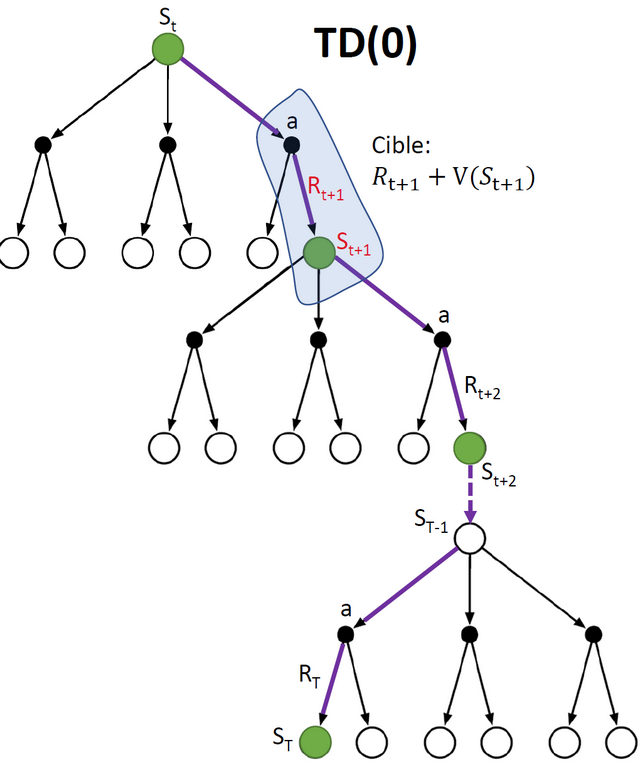 S_t
TD(0)
a
Cible:
R_{t+1} + V(S_{t+1})
R_{t+1}
S_{t+1}
a
R_{t+2}
S_{t+2}
S_{T-1}
a
R_T
S_T